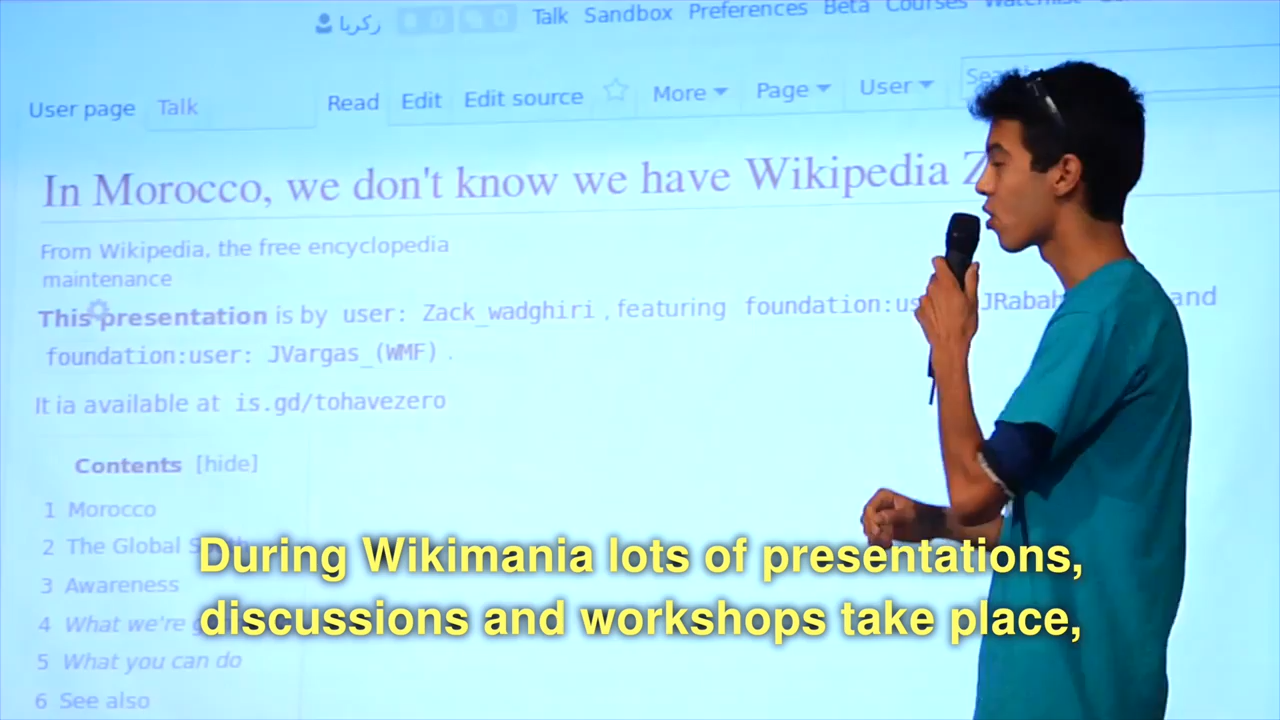 زكريا Talk Sandbox Preferences Beta Courses Watchlist
User page Talk Read Edit Edit source More Page User
In Morocco, we don't know we have Wikipedia Z
From Wikipedia, the free encyclopedia
maintenance
This presentation is by user: Zack_wadghiri , featuring foundation:us JRabah and
foundation:user: JVargas_(WMF) .
It ia available at is.gd/tohavezero
Contents [hide]
1 Morocco
2 The Global
3 Awareness
4 What we're
5 What you can do
6 See also
During Wikimania lots of presentations,
discussions and workshops take place,